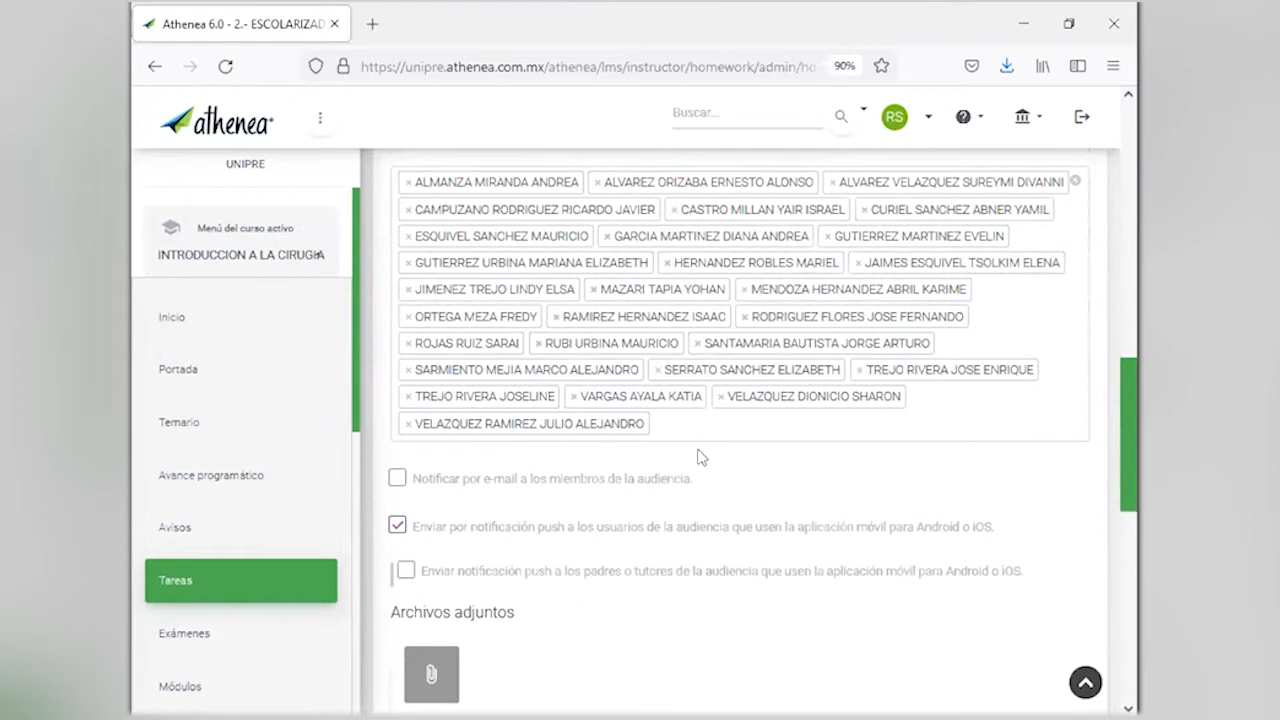 Athenea 6.0 - 2.- ESCOLARIZAD
https://unipre.athenea.com.mx/athenea/lms/instructor/homework/admin/ho
90%
athenea
Buscar...
RS
UNIPRE
Menú del curso activo
INTRODUCCION A LA CIRUGIA
Inicio
Portada
Temario
Avance programático
Avisos
Tareas
Exámenes
Módulos
× ALMANZA MIRANDA ANDREA × ALVAREZ ORIZABA ERNESTO ALONSO × ALVAREZ VELAZQUEZ SUREYMI DIVANNI
× CAMPUZANO RODRIGUEZ RICARDO JAVIER × CASTRO MILLAN YAIR ISRAEL × CURIEL SANCHEZ ABNER YAMIL
× ESQUIVEL SANCHEZ MAURICIO × GARCIA MARTINEZ DIANA ANDREA × GUTIERREZ MARTINEZ EVELIN
× GUTIERREZ URBINA MARIANA ELIZABETH × HERNANDEZ ROBLES MARIEL × JAIMES ESQUIVEL TSOLKIM ELENA
× JIMENEZ TREJO LINDY ELSA × MAZARI TAPIA YOHAN × MENDOZA HERNANDEZ ABRIL KARIME
× ORTEGA MEZA FREDY × RAMIREZ HERNANDEZ ISAAC × RODRIGUEZ FLORES JOSE FERNANDO
× ROJAS RUIZ SARAI × RUBI URBINA MAURICIO × SANTAMARIA BAUTISTA JORGE ARTURO
× SARMIENTO MEJIA MARCO ALEJANDRO × SERRATO SANCHEZ ELIZABETH × TREJO RIVERA JOSE ENRIQUE
× TREJO RIVERA JOSELINE × VARGAS AYALA KATIA × VELAZQUEZ DIONICIO SHARON
× VELAZQUEZ RAMIREZ JULIO ALEJANDRO
Notificar por e-mail a los miembros de la audiencia.
Enviar por notificación push a los usuarios de la audiencia que usen la aplicación móvil para Android o iOS.
Enviar notificación push a los padres o tutores de la audiencia que usen la aplicación móvil para Android o iOS.
Archivos adjuntos